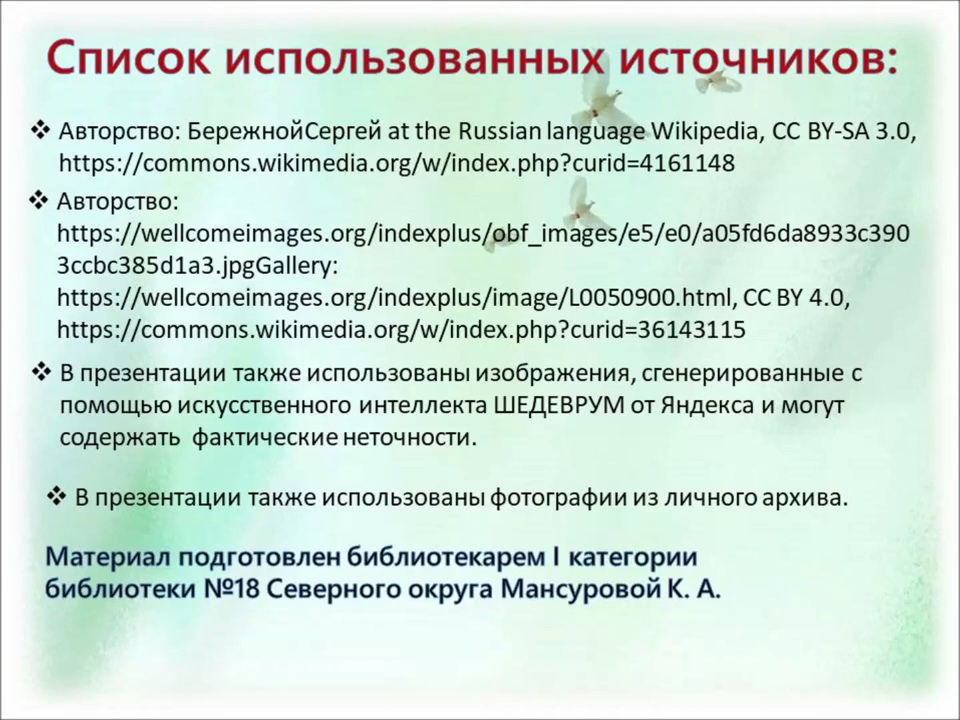 Список использованных источников:
❖ Авторство: БережнойСергей at the Russian language Wikipedia, CC BY-SA 3.0,
https://commons.wikimedia.org/w/index.php?curid=4161148
❖ Авторство:
https://wellcomeimages.org/indexplus/obf_images/e5/e0/a05fd6da8933c390
3ccbc385d1a3.jpgGallery:
https://wellcomeimages.org/indexplus/image/L0050900.html, CC BY 4.0,
https://commons.wikimedia.org/w/index.php?curid=36143115
❖ В презентации также использованы изображения, сгенерированные с
помощью искусственного интеллекта ШЕДЕВРУМ от Яндекса и могут
содержать фактические неточности.
❖ В презентации также использованы фотографии из личного архива.
Материал подготовлен библиотекарем I категории
библиотеки №18 Северного округа Мансуровой К. А.